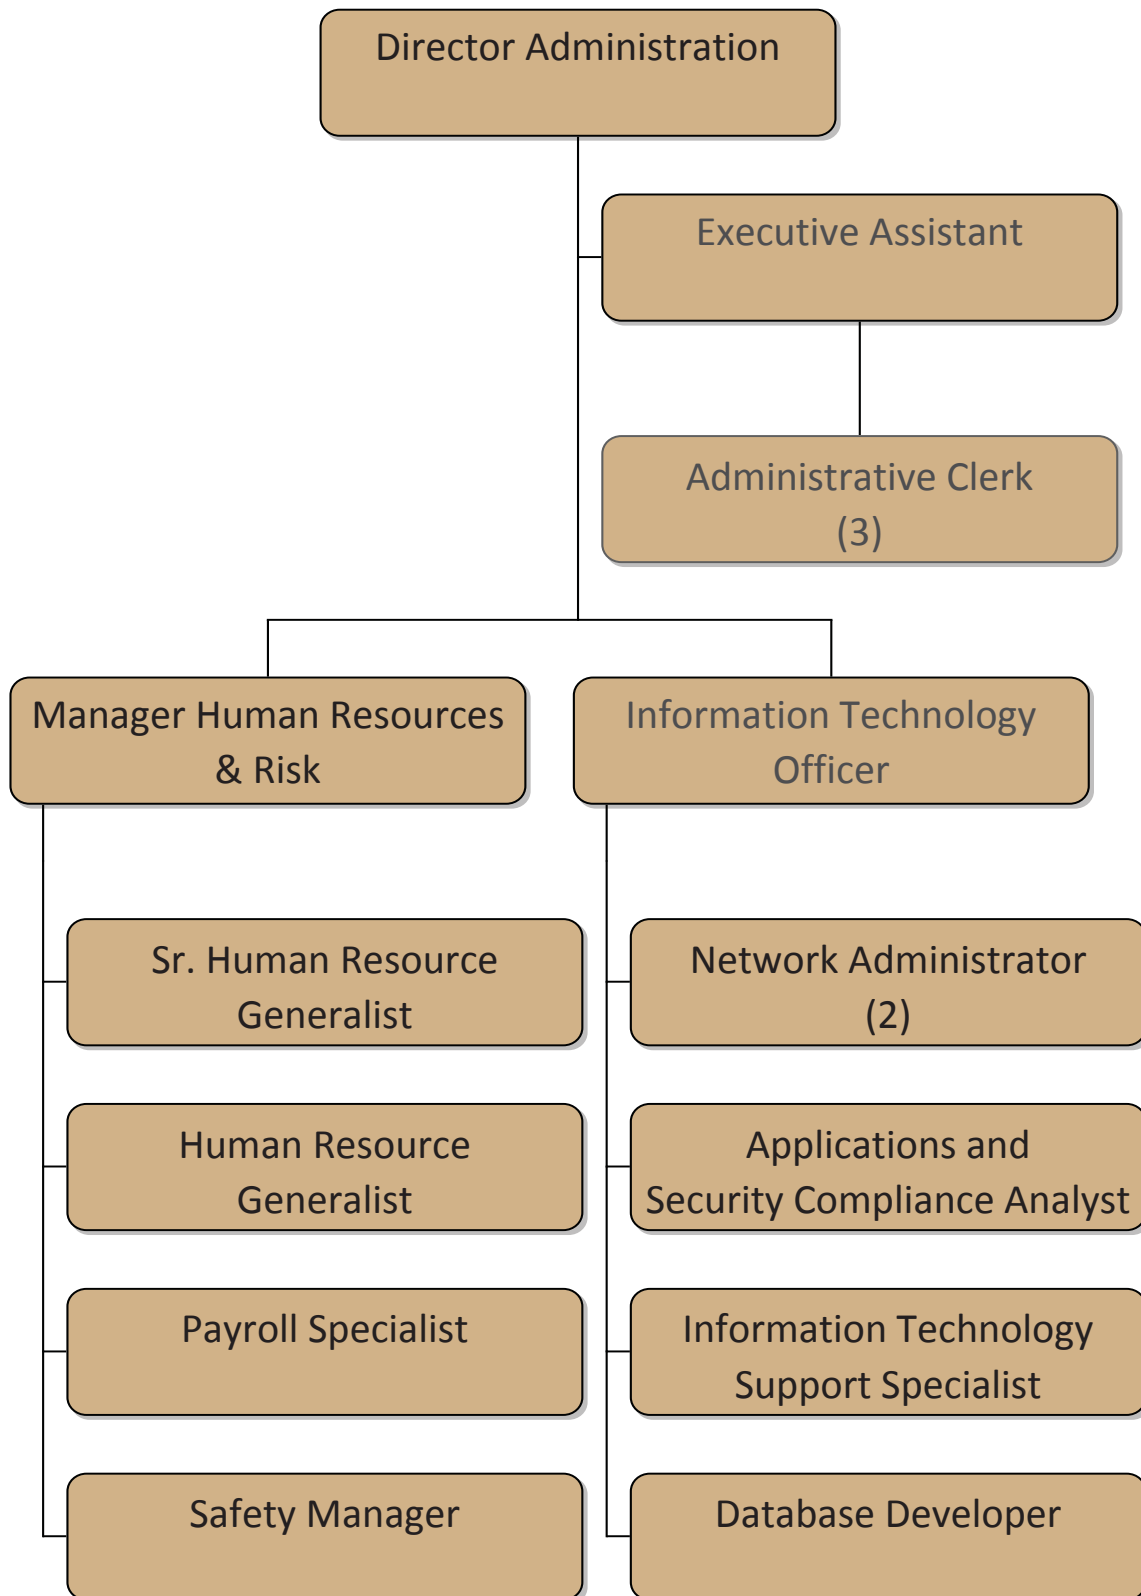 Director Administration
Executive Assistant
Administrative Clerk
(3)
Manager Human Resources
& Risk
Information Technology
Officer
Sr. Human Resource
Generalist
Human Resource
Generalist
Payroll Specialist
Safety Manager
Network Administrator
(2)
Applications and
Security Compliance Analyst
Information Technology
Support Specialist
Database Developer